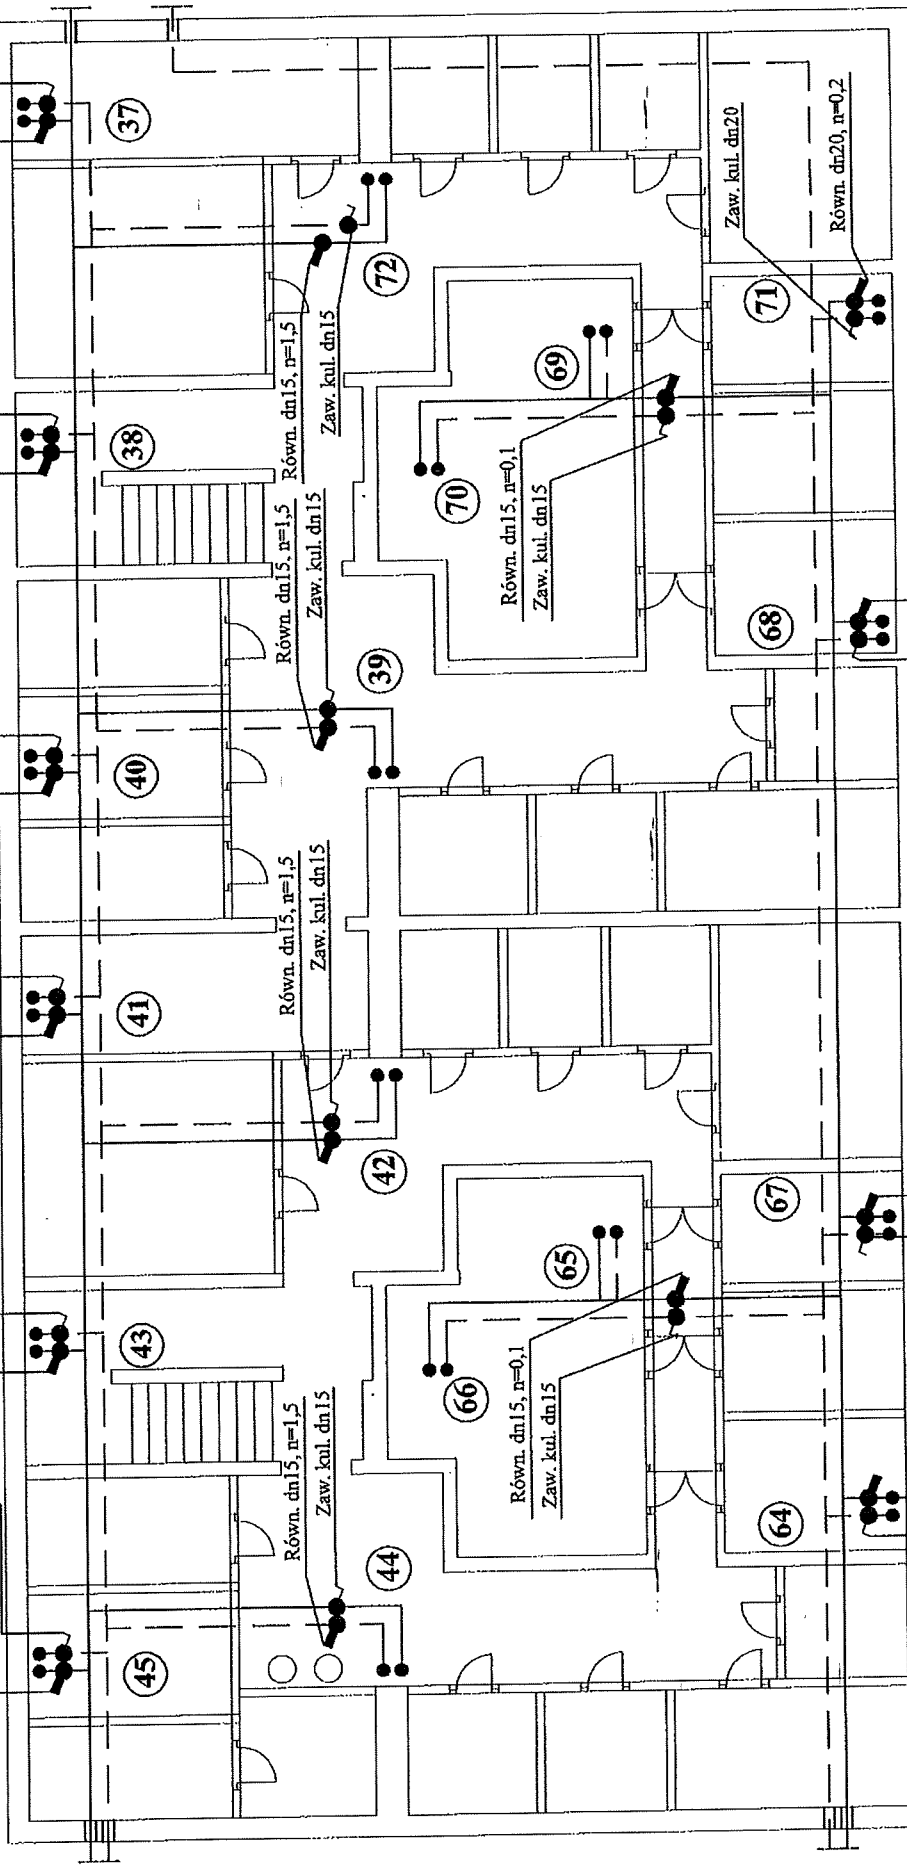 45
44
Równ. dn15, n=1,5
Zaw. kul. dn15
66
Równ. dn15, n=0,1
Zaw. kul. dn15
64
43
65
42
67
41
Równ. dn15, n=1,5
Zaw. kul. dn15
40
39
Równ. dn15, n=1,5
Zaw. kul. dn15
68
38
70
Równ. dn15, n=0,1
Zaw. kul. dn15
Równ. dn15, n=1,5
Zaw. kul. dn15
69
71
72
37
Zaw. kul. dn20
Równ. dn20, n=0,2